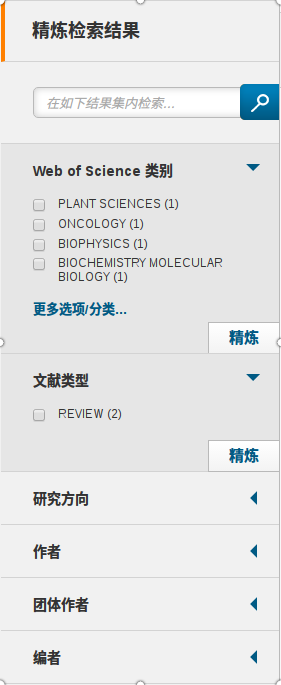 精炼检索结果
在如下结果集内检索...
Web of Science 类别
PLANT SCIENCES (1)
ONCOLOGY (1)
BIOPHYSICS (1)
BIOCHEMISTRY MOLECULAR
BIOLOGY (1)
更多选项/分类...
精炼
文献类型
REVIEW (2)
精炼
研究方向
作者
团体作者
编者